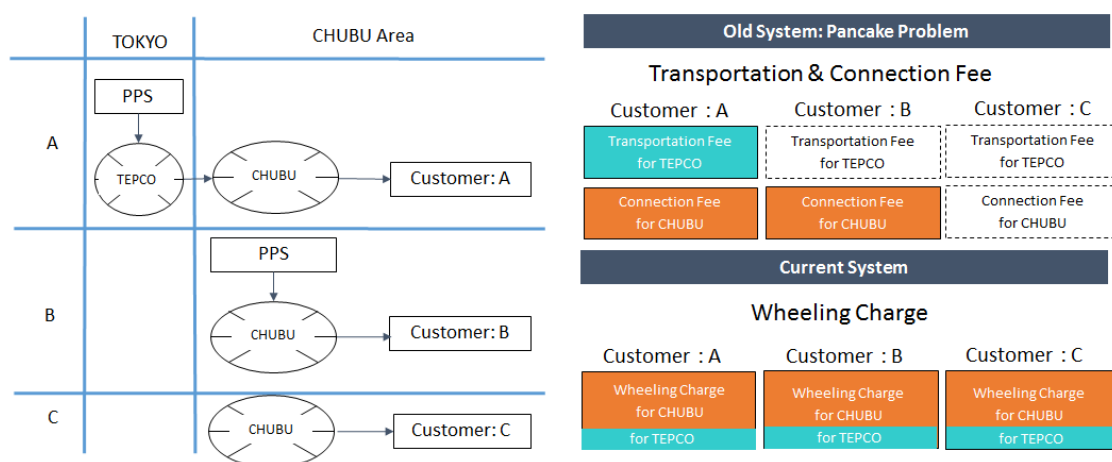 TOKYO
CHUBU Area
A
PPS
TEPCO
CHUBU
Customer: A
B
PPS
CHUBU
Customer: B
C
CHUBU
Customer: C
Old System: Pancake Problem
Transportation & Connection Fee
Customer : A
Customer : B
Customer : C
Transportation Fee
for TEPCO
Transportation Fee
for TEPCO
Transportation Fee
for TEPCO
Connection Fee
for CHUBU
Connection Fee
for CHUBU
Connection Fee
for CHUBU
Current System
Wheeling Charge
Customer : A
Customer : B
Customer : C
Wheeling Charge
for CHUBU
for TEPCO
Wheeling Charge
for CHUBU
for TEPCO
Wheeling Charge
for CHUBU
for TEPCO